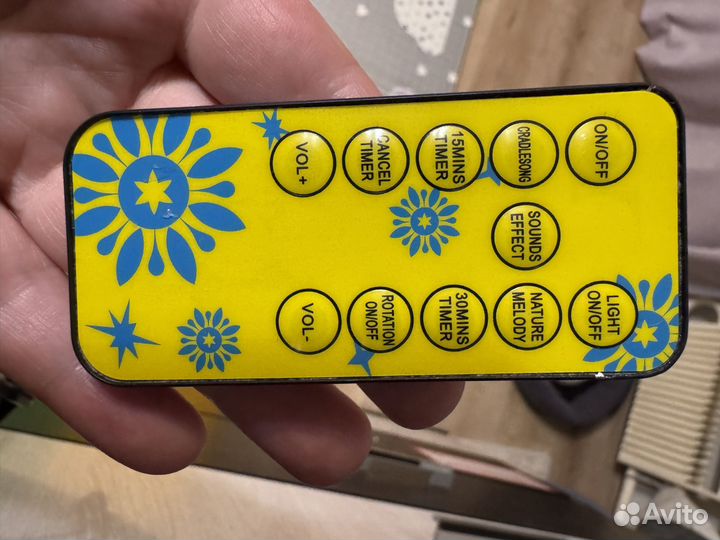 ON/OFF
LIGHT
ON/OFF
CRADLESONG
SOUNDS
EFFECT
NATURE
MELODY
15MINS
TIMER
30MINS
TIMER
CANCEL
TIMER
ROTATION
ON/OFF
VOL+
VOL-
Avito